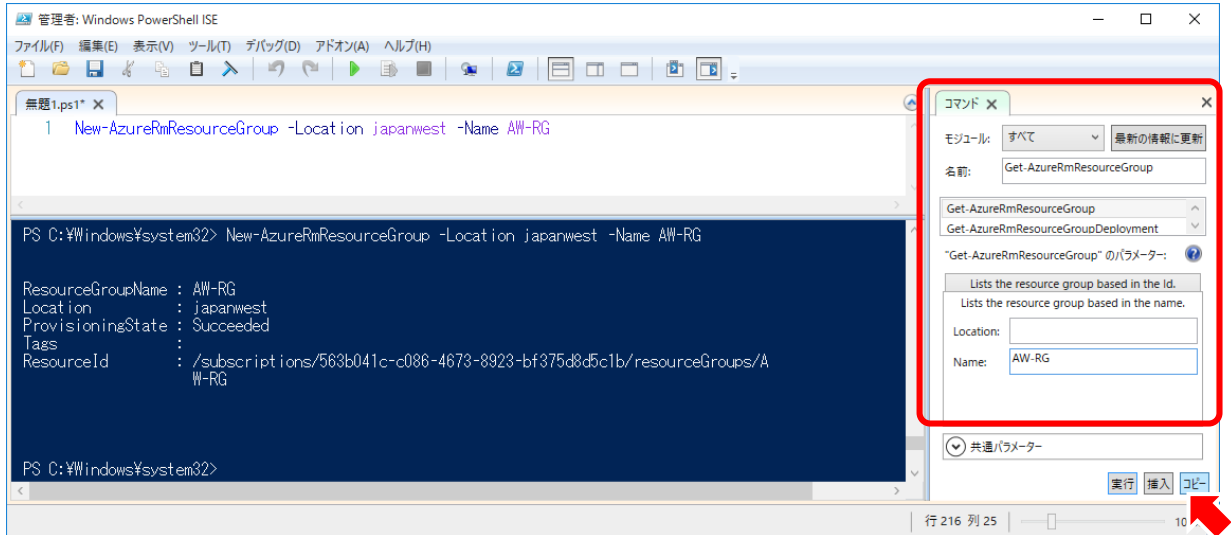 管理者: Windows PowerShell ISE
ファイル(F) 編集(E) 表示(V) ツール(T) デバッグ(D) アドオン(A) ヘルプ(H)
無題1.ps1* X
1 New-AzureRmResourceGroup -Location japanwest -Name AW-RG
PS C:¥Windows¥system32> New-AzureRmResourceGroup -Location japanwest -Name AW-RG
ResourceGroupName : AW-RG
Location : japanwest
ProvisioningState : Succeeded
Tags :
ResourceId : /subscriptions/563b041c-c086-4673-8923-bf375d8d5c1b/resourceGroups/A
W-RG
PS C:¥Windows¥system32>
コマンド X
モジュール: すべて 最新の情報に更新
名前: Get-AzureRmResourceGroup
Get-AzureRmResourceGroup
Get-AzureRmResourceGroupDeployment
"Get-AzureRmResourceGroup" のパラメーター:
Lists the resource group based in the Id.
Lists the resource group based in the name.
Location:
Name: AW-RG
共通パラメーター
実行 挿入 コピー
行 216 列 25